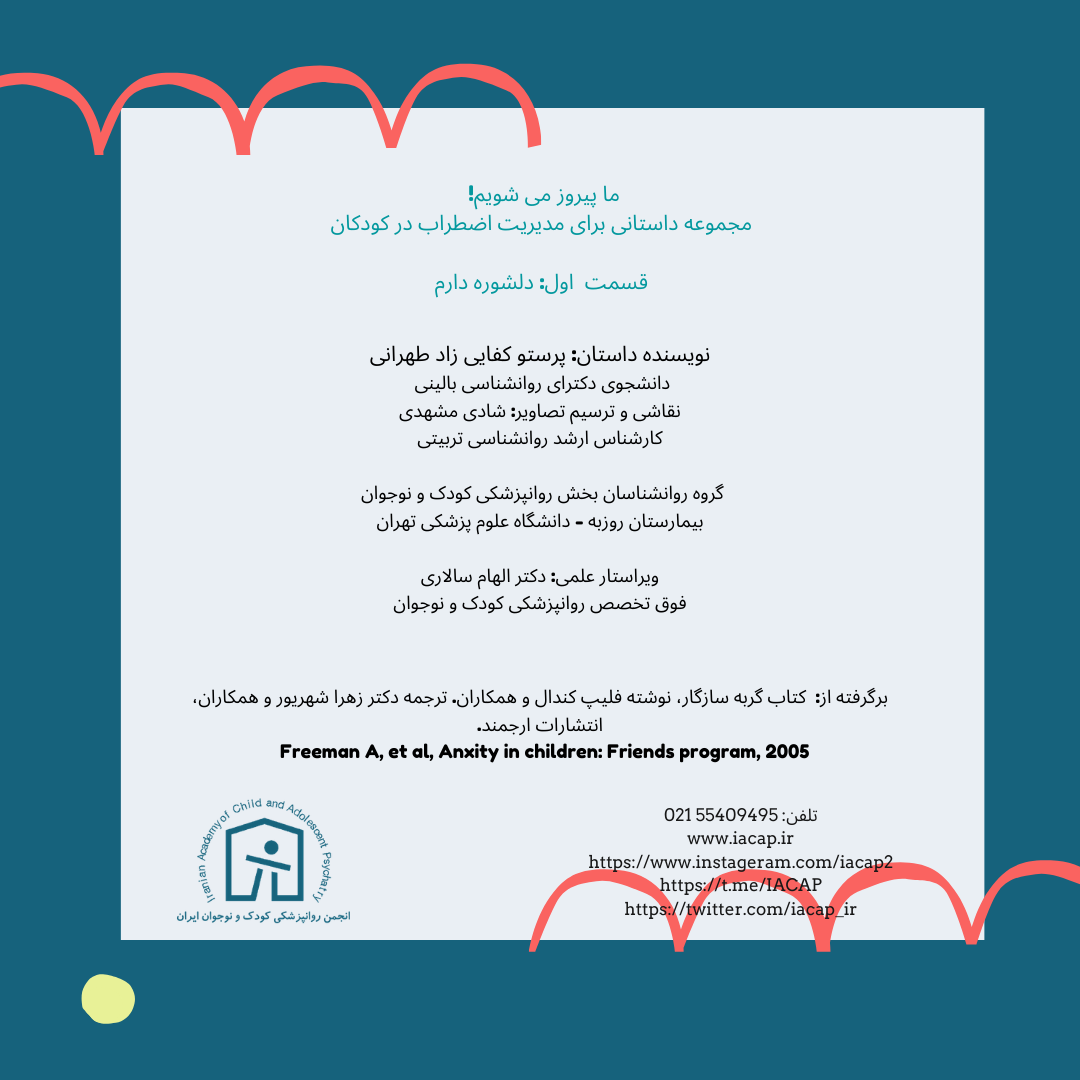 ما پیروز می شویم!
مجموعه داستانی برای مدیریت اضطراب در کودکان
قسمت  اول: دلشوره دارم
نویسنده داستان: پرستو کفایی زاد طهرانی
دانشجوی دکترای روانشناسی بالینی
نقاشی و ترسیم تصاویر: شادی مشهدی
کارشناس ارشد روانشناسی تربیتی
گروه روانشناسان بخش روانپزشکی کودک و نوجوان
بیمارستان روزبه - دانشگاه علوم پزشکی تهران
ویراستار علمی: دکتر الهام سالاری
فوق تخصص روانپزشکی کودک و نوجوان
برگرفته از:  کتاب گربه سازگار، نوشته فلیپ کندال و همکاران. ترجمه دکتر زهرا شهریور و همکاران،
انتشارات ارجمند.
Freeman A, et al, Anxity in children: Friends program, 2005
تلفن: 55409495 021
www.iacap.ir
https://www.instageram.com/iacap2
https://t.me/IACAP
https://twitter.com/iacap_ir
Iranian Academy of Child and Adolescent Psychatry
انجمن روانپزشکی کودک و نوجوان ایران